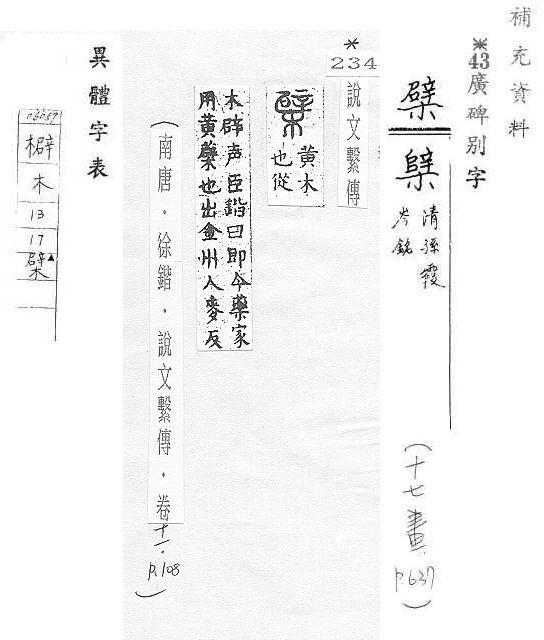 補充資料
*43廣碑別字
檗
檗
清孫霞
岑銘
(十七畫 p.637)
*
234
說文繫傳
檗 黃木也從
木辟声臣鍇曰即今藥家
用黃檗也出金州人麥反
(南唐．徐鍇．說文繫傳．卷十一．p.108)
異體字表
檘
木
13
17
檗▲